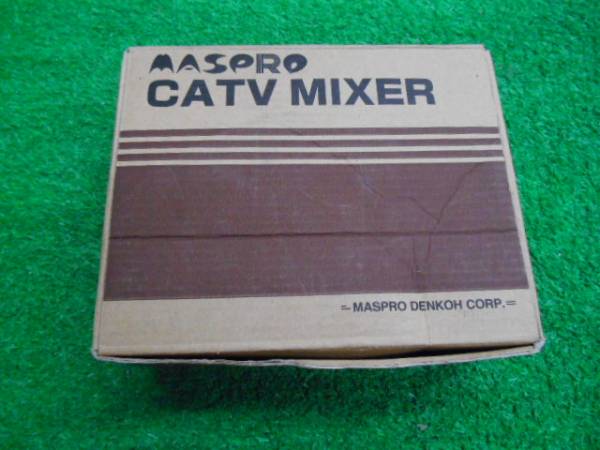 MASPRO
CATV MIXER
= MASPRO DENKOH CORP. =